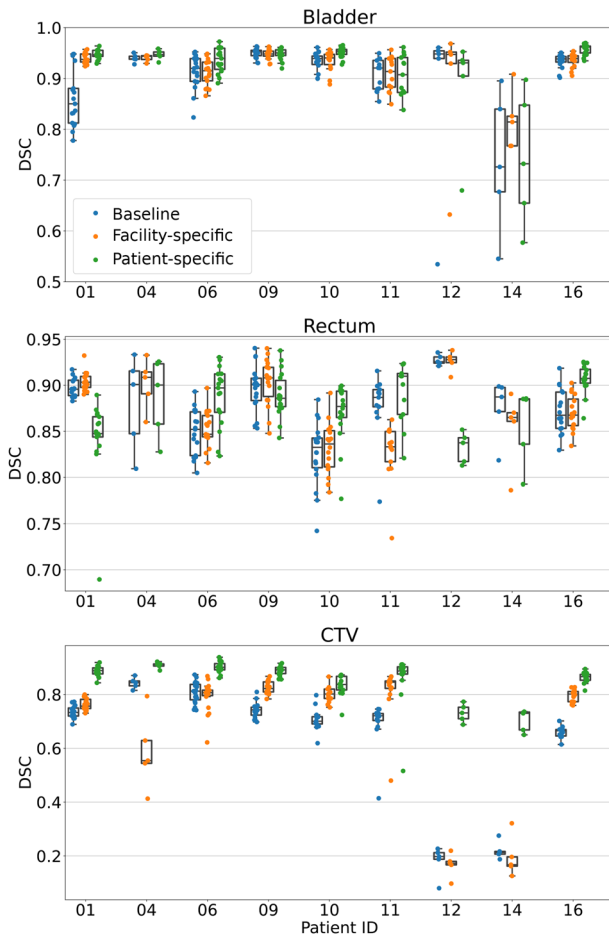 Bladder
1.0
0.9
0.8
0.7
0.6
0.5
DSC
Baseline
Facility-specific
Patient-specific
01 04 06 09 10 11 12 14 16
Rectum
0.95
0.90
0.85
0.80
0.75
0.70
DSC
01 04 06 09 10 11 12 14 16
CTV
0.8
0.6
0.4
0.2
DSC
01 04 06 09 10 11 12 14 16
Patient ID